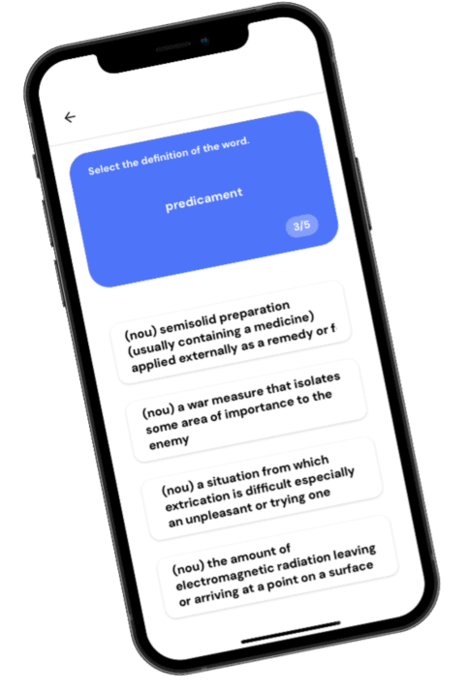 Select the definition of the word.
predicament
3/5
(nou) semisolid preparation
(usually containing a medicine)
applied externally as a remedy or f
(nou) a war measure that isolates
some area of importance to the
enemy
(nou) a situation from which
extrication is difficult especially
an unpleasant or trying one
(nou) the amount of
electromagnetic radiation leaving
or arriving at a point on a surface